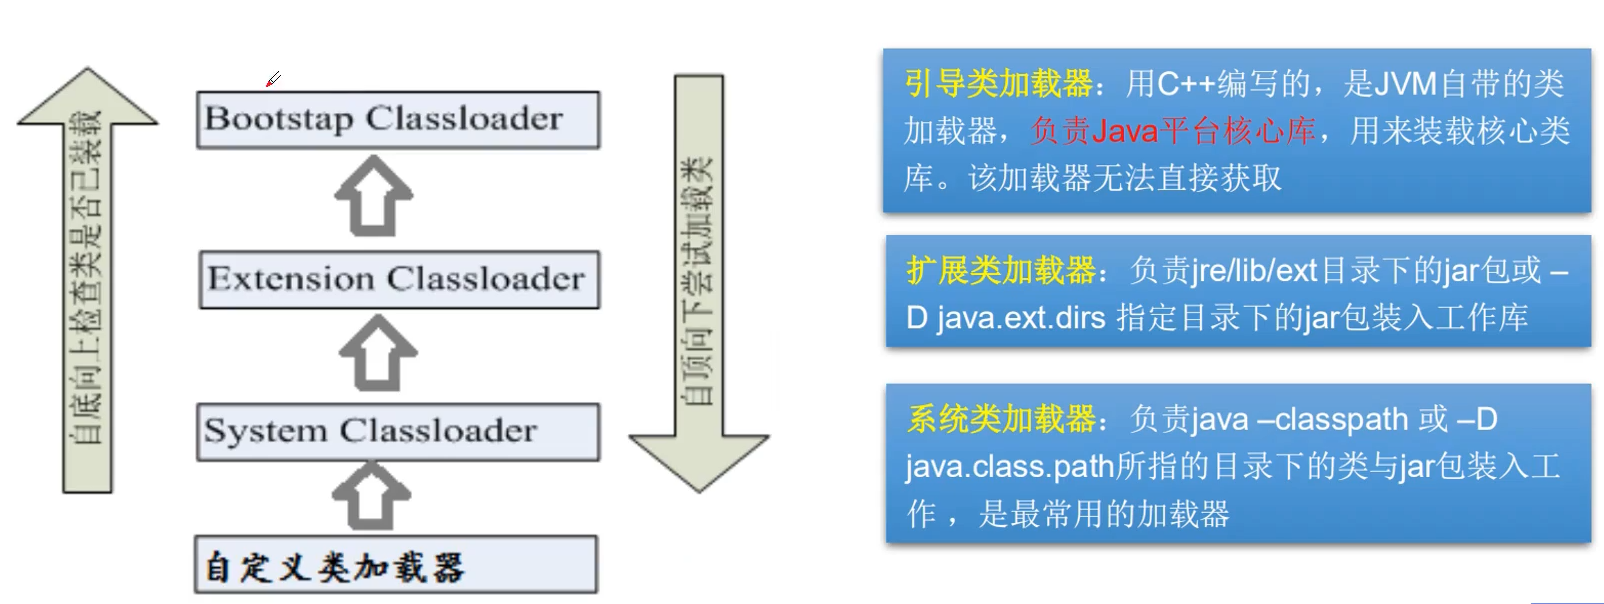 自底向上检查类是否已装载
Bootstap Classloader
Extension Classloader
System Classloader
自定义类加载器
自顶向下尝试加载类
引导类加载器：用C++编写的，是JVM自带的类
加载器，负责Java平台核心库，用来装载核心类
库。该加载器无法直接获取
扩展类加载器：负责jre/lib/ext目录下的jar包或 –
D java.ext.dirs 指定目录下的jar包装入工作库
系统类加载器：负责java –classpath 或 –D
java.class.path所指的目录下的类与jar包装入工
作 ，是最常用的加载器